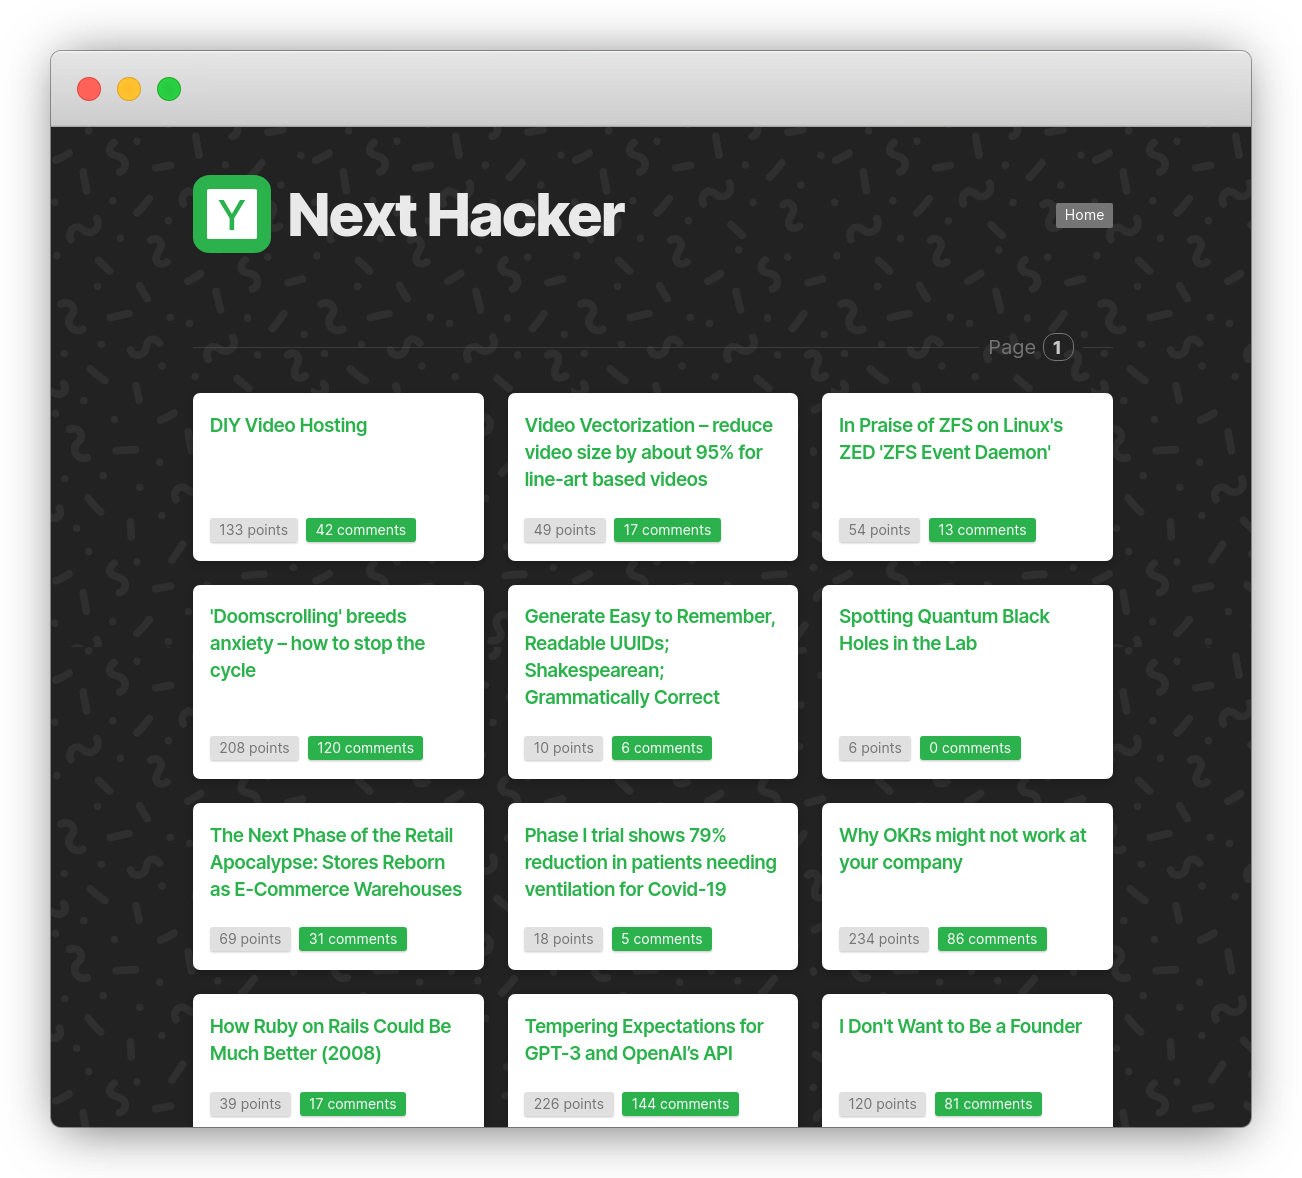 Y
Next Hacker
Home
Page 1
DIY Video Hosting
133 points
42 comments
Video Vectorization – reduce
video size by about 95% for
line-art based videos
49 points
17 comments
In Praise of ZFS on Linux's
ZED 'ZFS Event Daemon'
54 points
13 comments
'Doomscrolling' breeds
anxiety – how to stop the
cycle
208 points
120 comments
Generate Easy to Remember,
Readable UUIDs;
Shakespearean;
Grammatically Correct
10 points
6 comments
Spotting Quantum Black
Holes in the Lab
6 points
0 comments
The Next Phase of the Retail
Apocalypse: Stores Reborn
as E-Commerce Warehouses
69 points
31 comments
Phase I trial shows 79%
reduction in patients needing
ventilation for Covid-19
18 points
5 comments
Why OKRs might not work at
your company
234 points
86 comments
How Ruby on Rails Could Be
Much Better (2008)
39 points
17 comments
Tempering Expectations for
GPT-3 and OpenAI’s API
226 points
144 comments
I Don't Want to Be a Founder
120 points
81 comments